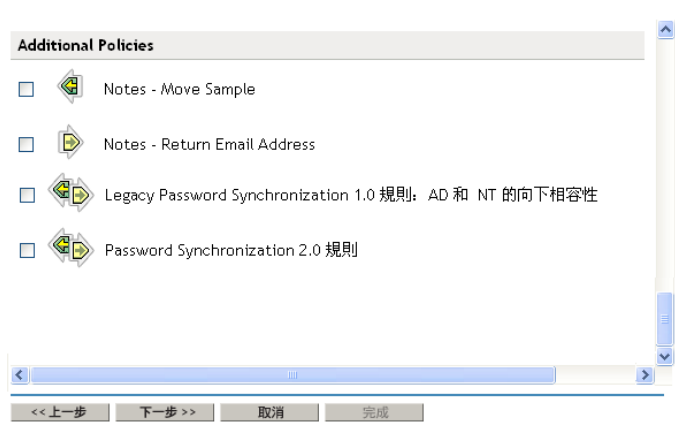 Additional Policies
Notes - Move Sample
Notes - Return Email Address
Legacy Password Synchronization 1.0 規則：AD 和 NT 的向下相容性
Password Synchronization 2.0 規則
<<上一步 下一步>> 取消 完成